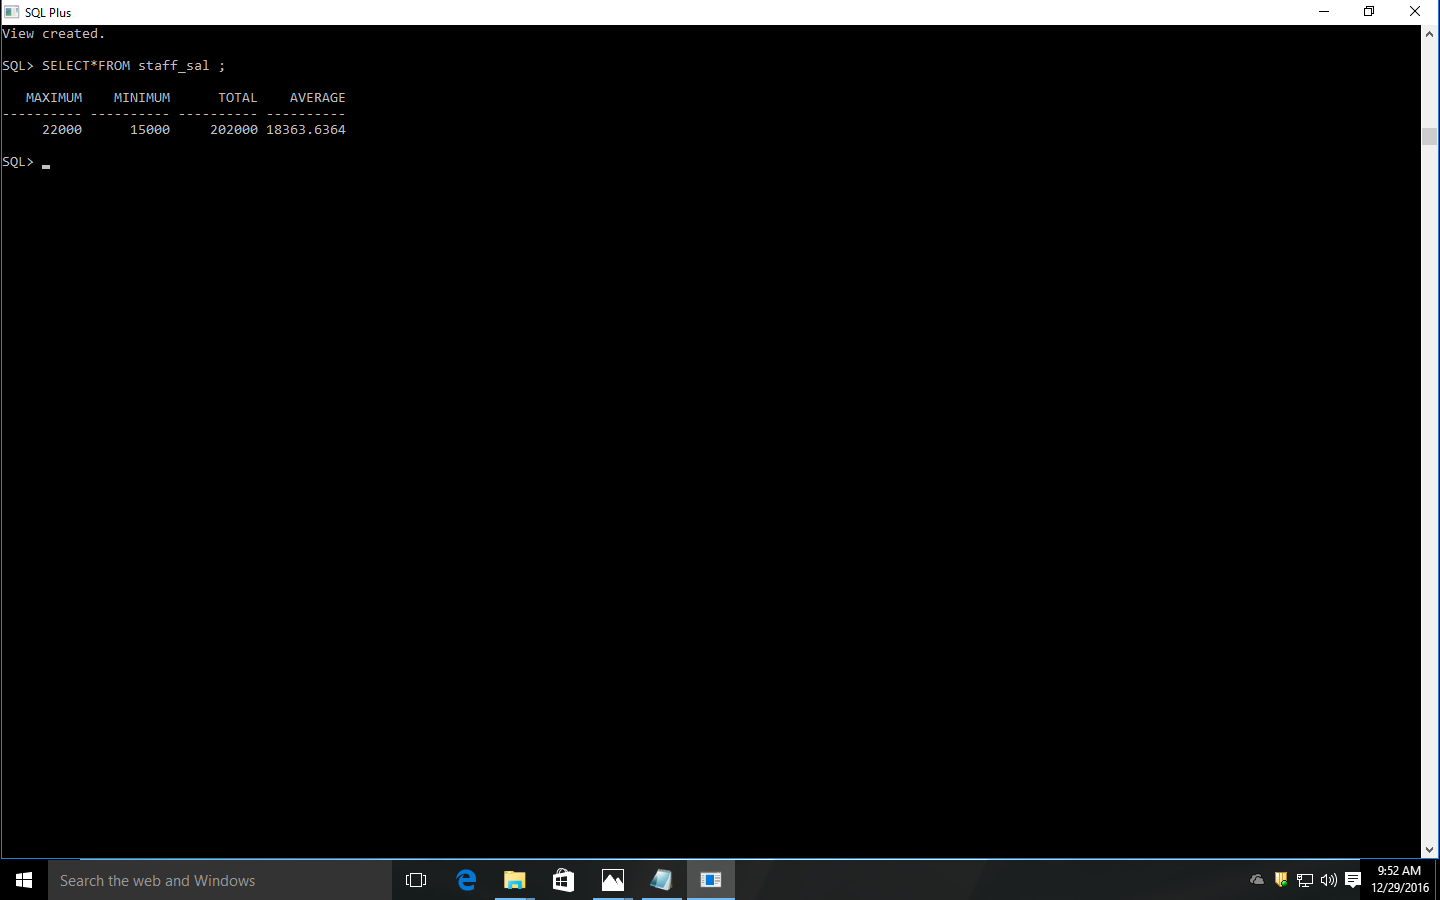 SQL Plus
View created.
SQL> SELECT*FROM staff_sal ;
   MAXIMUM    MINIMUM      TOTAL    AVERAGE
---------- ---------- ---------- ----------
     22000      15000     202000 18363.6364
SQL>
Search the web and Windows
9:52 AM
12/29/2016